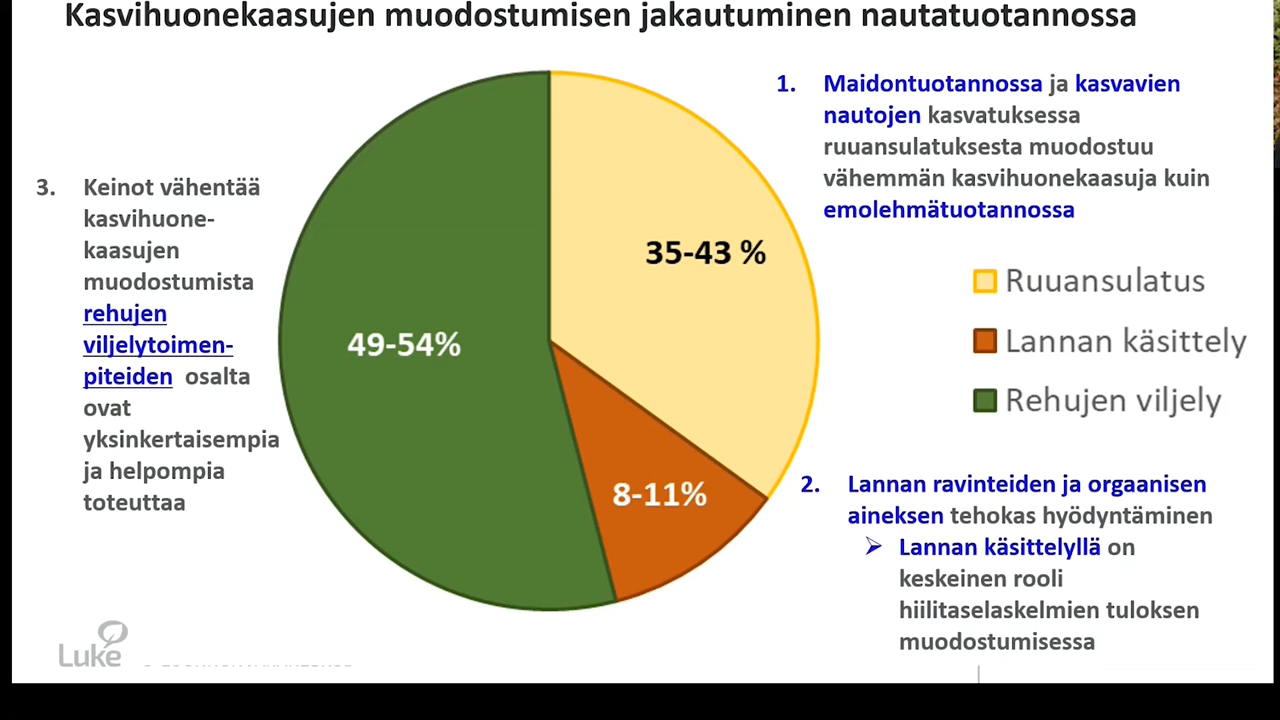 Kasvihuonekaasujen muodostumisen jakautuminen nautatuotannossa
1. Maidontuotannossa ja kasvavien
nautojen kasvatuksessa
ruuansulatuksesta muodostuu
vähemmän kasvihuonekaasuja kuin
emolehmätuotannossa
3. Keinot vähentää
kasvihuone-
kaasujen
muodostumista
rehujen
viljelytoimen-
piteiden osalta
ovat
yksinkertaisempia
ja helpompia
toteuttaa
35-43 %
49-54%
8-11%
Ruuansulatus
Lannan käsittely
Rehujen viljely
2. Lannan ravinteiden ja orgaanisen
aineksen tehokas hyödyntäminen
Lannan käsittelyllä on
keskeinen rooli
hiilitaselaskelmien tuloksen
muodostumisessa
Luke